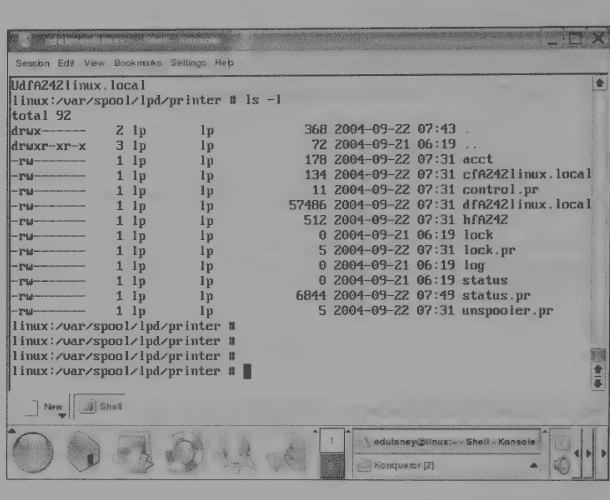 Session Edit View Bookmarks Settings Help
UdfA242linux.local
linux:/var/spool/lpd/printer # ls -l
total 92
drwx------ 2 lp lp 368 2004-09-22 07:43 .
drwxr-xr-x 3 lp lp 72 2004-09-21 06:19 ..
-rw------- 1 lp lp 178 2004-09-22 07:31 acct
-rw------- 1 lp lp 134 2004-09-22 07:31 cfA242linux.local
-rw------- 1 lp lp 11 2004-09-22 07:31 control.pr
-rw------- 1 lp lp 57486 2004-09-22 07:31 dfA242linux.local
-rw------- 1 lp lp 512 2004-09-22 07:31 hfA242
-rw------- 1 lp lp 0 2004-09-21 06:19 lock
-rw------- 1 lp lp 5 2004-09-22 07:31 lock.pr
-rw------- 1 lp lp 0 2004-09-21 06:19 log
-rw------- 1 lp lp 0 2004-09-21 06:19 status
-rw------- 1 lp lp 6844 2004-09-22 07:49 status.pr
-rw------- 1 lp lp 5 2004-09-22 07:31 unspooler.pr
linux:/var/spool/lpd/printer #
linux:/var/spool/lpd/printer #
linux:/var/spool/lpd/printer #
linux:/var/spool/lpd/printer #
New Shell
1 edulaney@linux:~ - Shell - Konsole
Konqueror [2]